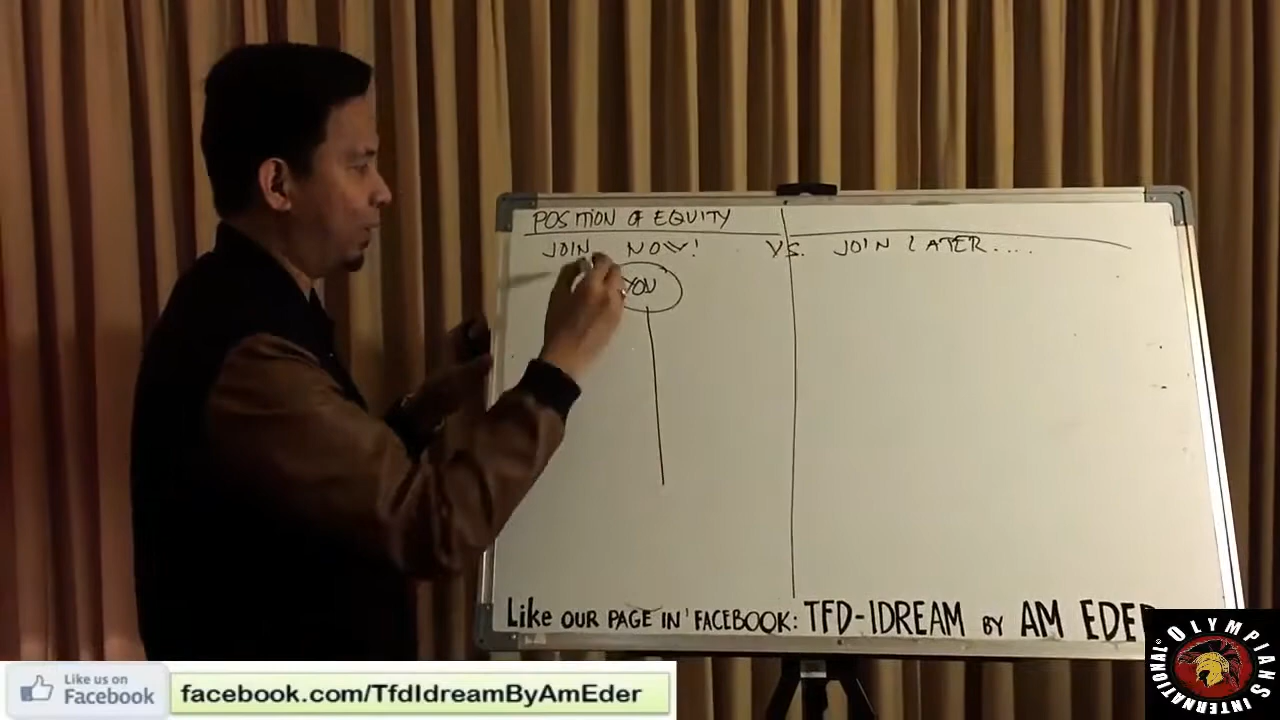 POSITION OF EQUITY
JOIN NOW! VS. JOIN LATER....
YOU
Like OUR PAGE IN FACEBOOK: TFD-IDREAM BY AM EDER
Like us on
Facebook
facebook.com/TfdIdreamByAmEder
OLYMPIANS INTERNATIONAL